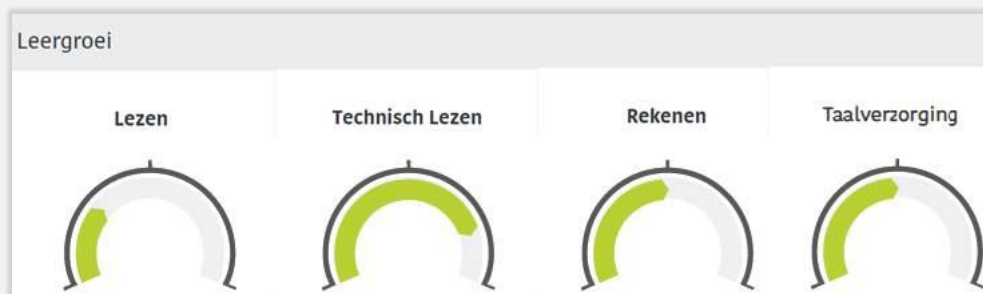 Leergroei
Lezen
Technisch Lezen
Rekenen
Taalverzorging